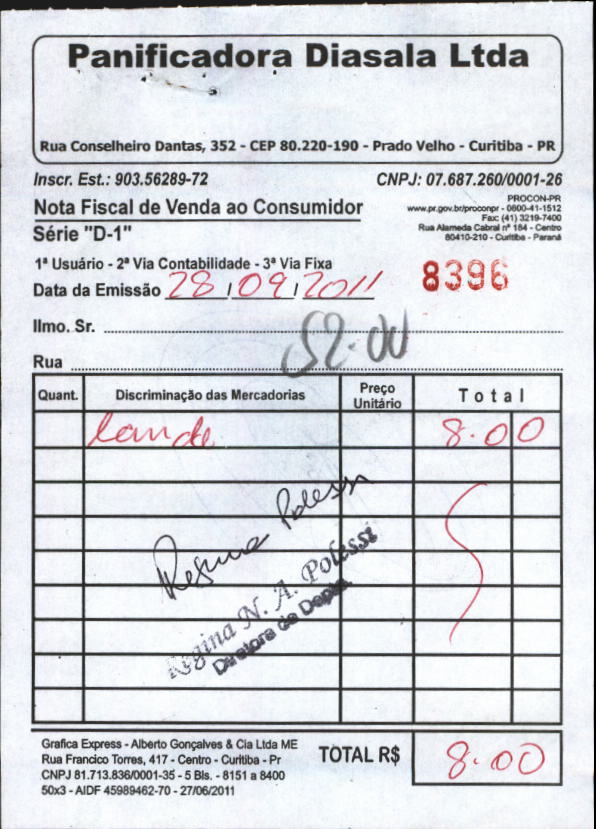 Panificadora Diasala Ltda
Rua Conselheiro Dantas, 352 - CEP 80.220-190 - Prado Velho - Curitiba - PR
Inscr. Est.: 903.56289-72
CNPJ: 07.687.260/0001-26
PROCON-PR
www.pr.gov.br/proconpr - 0800-41-1512
Fax: (41) 3219-7400
Rua Alameda Cabral nº 184 - Centro
80410-210 - Curitiba - Paraná
Nota Fiscal de Venda ao Consumidor
Série "D-1"
1ª Usuário - 2ª Via Contabilidade - 3ª Via Fixa
8396
Data da Emissão 28/09/2011
Ilmo. Sr.
52.00
Rua
Quant. Discriminação das Mercadorias Preço Unitário Total
8.00
Regina Polessi
Regina N. A. Polessi
Diretora de Depto.
Grafica Express - Alberto Gonçalves & Cia Ltda ME
Rua Francico Torres, 417 - Centro - Curitiba - Pr
CNPJ 81.713.836/0001-35 - 5 Bls. - 8151 a 8400
50x3 - AIDF 45989462-70 - 27/06/2011
TOTAL R$ 8.00